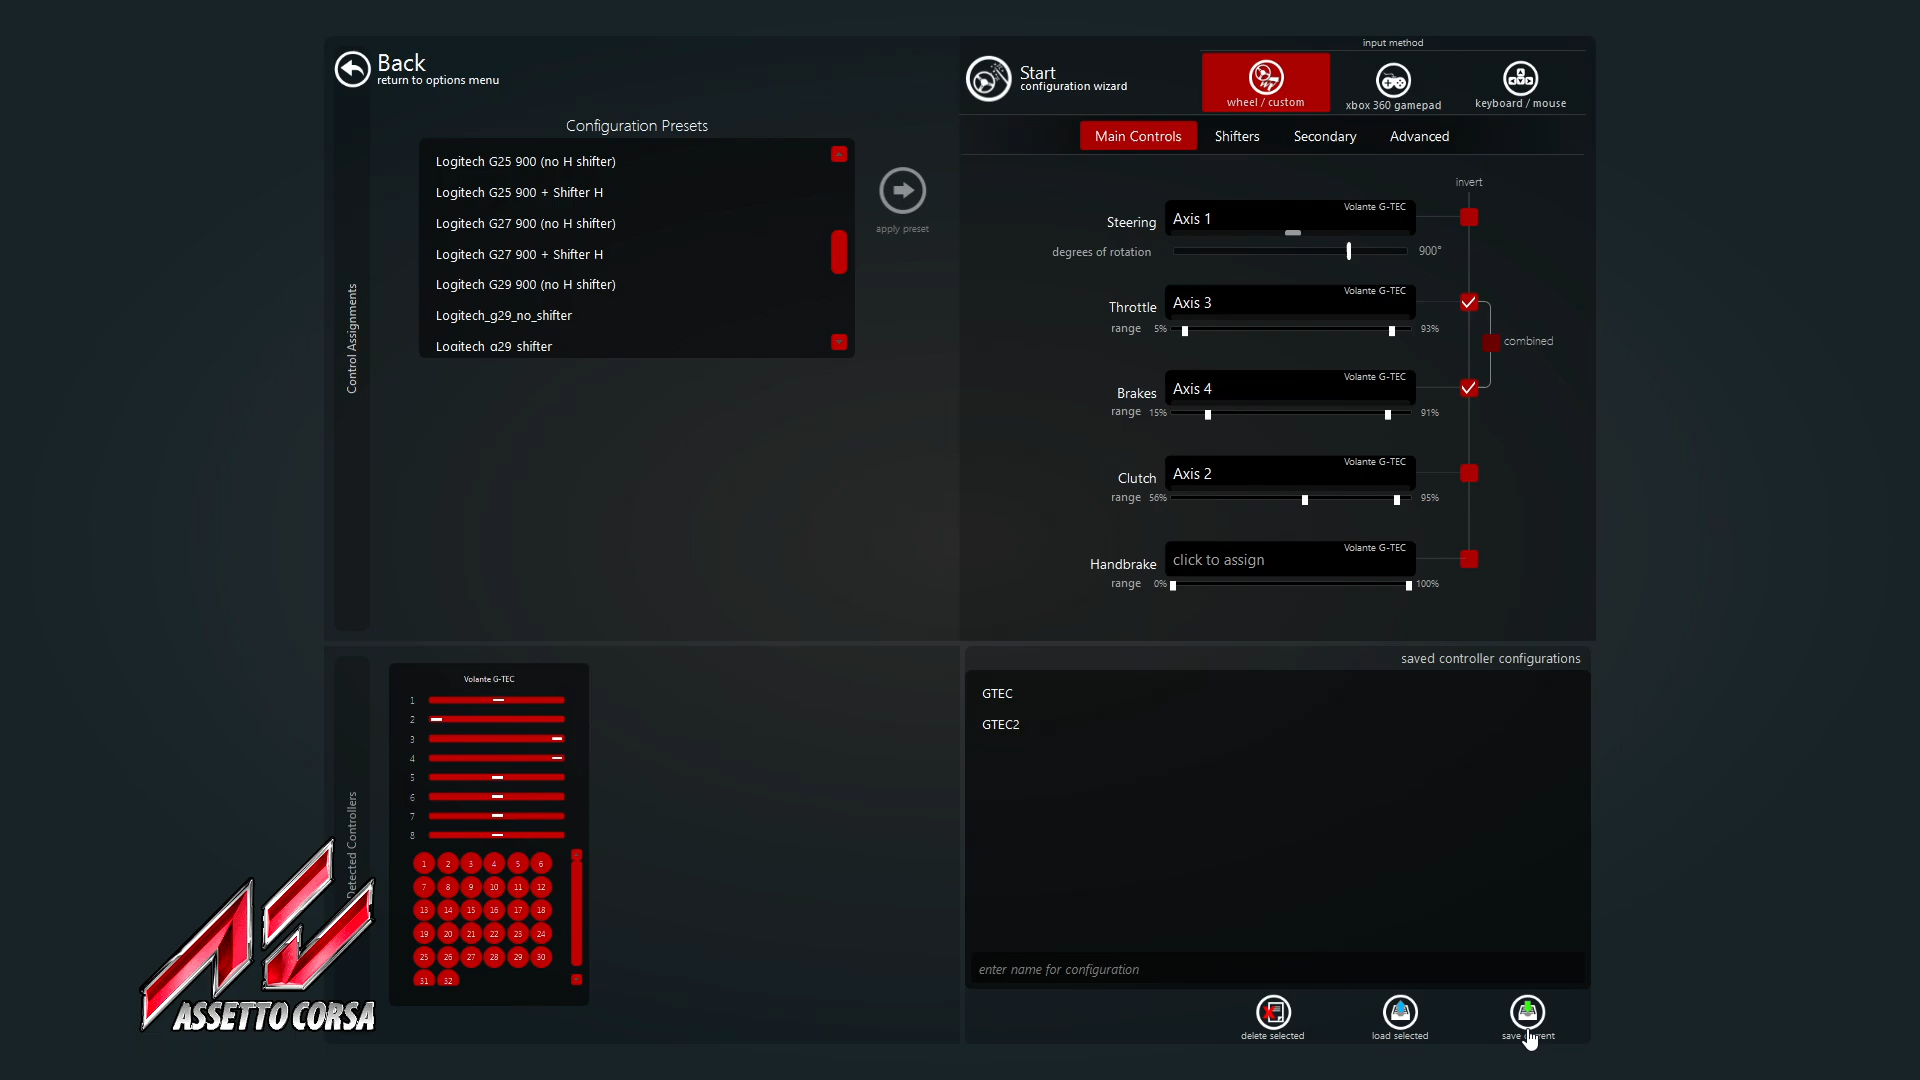 Back
return to options menu
Configuration Presets
Logitech G25 900 (no H shifter)
Logitech G25 900 + Shifter H
Logitech G27 900 (no H shifter)
Logitech G27 900 + Shifter H
Logitech G29 900 (no H shifter)
Logitech_g29_no_shifter
Logitech g29 shifter
apply preset
Control Assignments
Start
configuration wizard
input method
wheel / custom
xbox 360 gamepad
keyboard / mouse
Main Controls
Shifters
Secondary
Advanced
invert
Steering
Axis 1
Volante G-TEC
degrees of rotation
900°
Throttle
Axis 3
Volante G-TEC
range
5%
93%
combined
Brakes
Axis 4
Volante G-TEC
range
15%
91%
Clutch
Axis 2
Volante G-TEC
range
56%
95%
Handbrake
click to assign
Volante G-TEC
range
0%
100%
Detected Controllers
Volante G-TEC
1
2
3
4
5
6
7
8
1 2 3 4 5 6
7 8 9 10 11 12
13 14 15 16 17 18
19 20 21 22 23 24
25 26 27 28 29 30
31 32
saved controller configurations
GTEC
GTEC2
enter name for configuration
delete selected
load selected
save current
ASSETTO CORSA